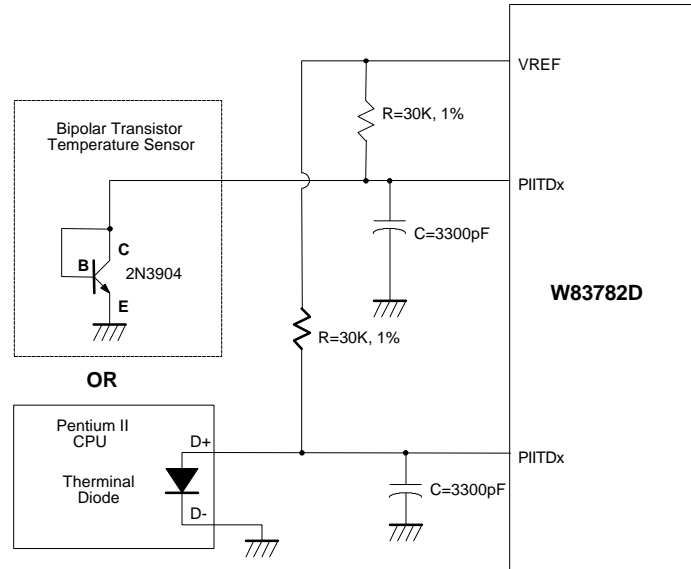 VREF
R=30K, 1%
Bipolar Transistor
Temperature Sensor
PIITDx
C=3300pF
C
B
2N3904
E
W83782D
R=30K, 1%
OR
Pentium II
CPU
D+
PIITDx
Therminal
Diode
C=3300pF
D-